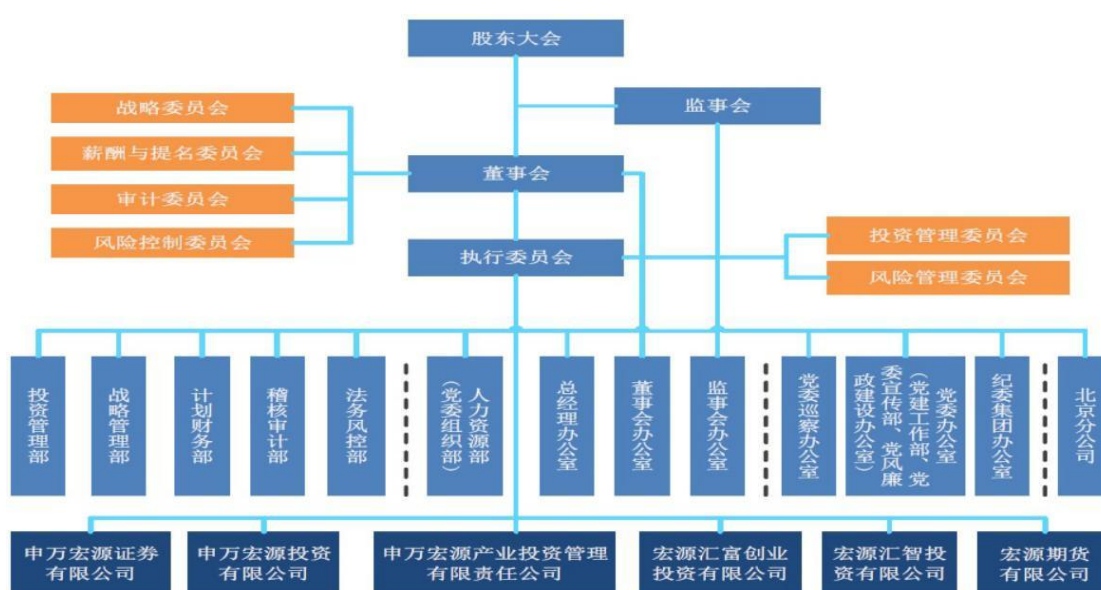 股东大会
监事会
战略委员会
薪酬与提名委员会
董事会
审计委员会
风险控制委员会
执行委员会
投资管理委员会
风险管理委员会
投资管理部
战略管理部
计划财务部
稽核审计部
法务风控部
人力资源部
（党委组织部）
总经理办公室
董事会办公室
监事会办公室
党委巡察办公室
党委办公室
（党建工作部、党
委宣传部、党风廉
政建设办公室）
纪委集团办公室
北京分公司
申万宏源证券
有限公司
申万宏源投资
有限公司
申万宏源产业投资管理
有限责任公司
宏源汇富创业
投资有限公司
宏源汇智投
资有限公司
宏源期货
有限公司